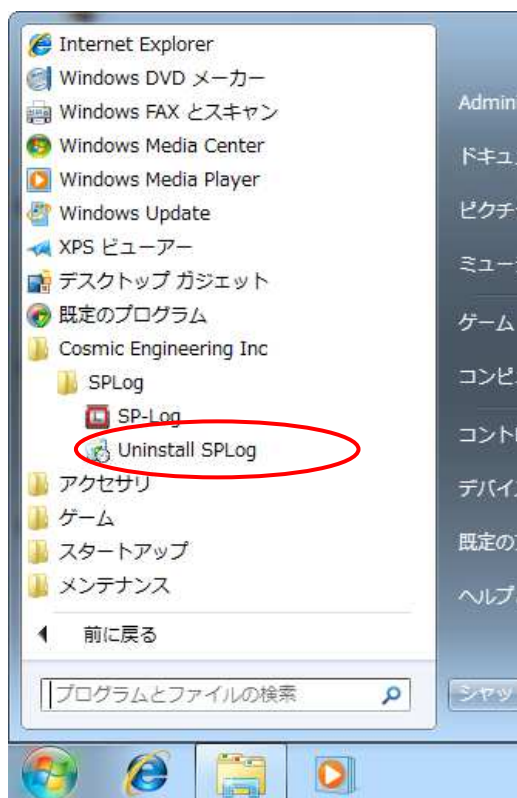 Internet Explorer
Windows DVD メーカー
Windows FAX とスキャン
Windows Media Center
Windows Media Player
Windows Update
XPS ビューアー
デスクトップ ガジェット
既定のプログラム
Cosmic Engineering Inc
SPLog
SP-Log
Uninstall SPLog
アクセサリ
ゲーム
スタートアップ
メンテナンス
前に戻る
プログラムとファイルの検索
Admin
ドキュ
ピクチ
ミュー
ゲーム
コンピ
コント
デバイ
既定の
ヘルプ
シャッ